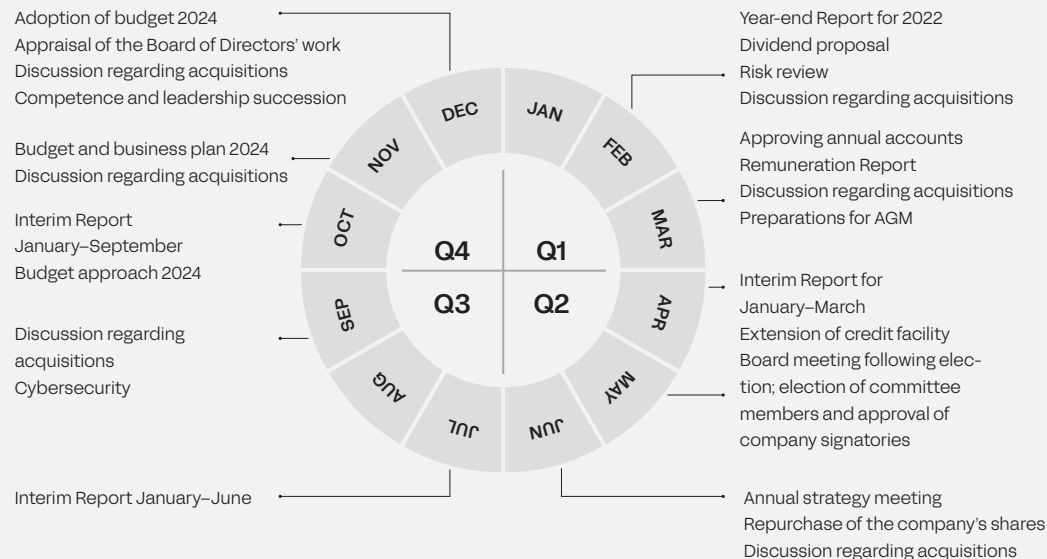 Adoption of budget 2024
Appraisal of the Board of Directors’ work
Discussion regarding acquisitions
Competence and leadership succession
Budget and business plan 2024
Discussion regarding acquisitions
Interim Report
January–September
Budget approach 2024
Discussion regarding
acquisitions
Cybersecurity
Interim Report January–June
DEC
JAN
NOV
FEB
OCT
MAR
Q4
Q1
Q3
Q2
SEP
APR
AUG
MAY
JUL
JUN
Year-end Report for 2022
Dividend proposal
Risk review
Discussion regarding acquisitions
Approving annual accounts
Remuneration Report
Discussion regarding acquisitions
Preparations for AGM
Interim Report for
January–March
Extension of credit facility
Board meeting following elec-
tion; election of committee
members and approval of
company signatories
Annual strategy meeting
Repurchase of the company’s shares
Discussion regarding acquisitions